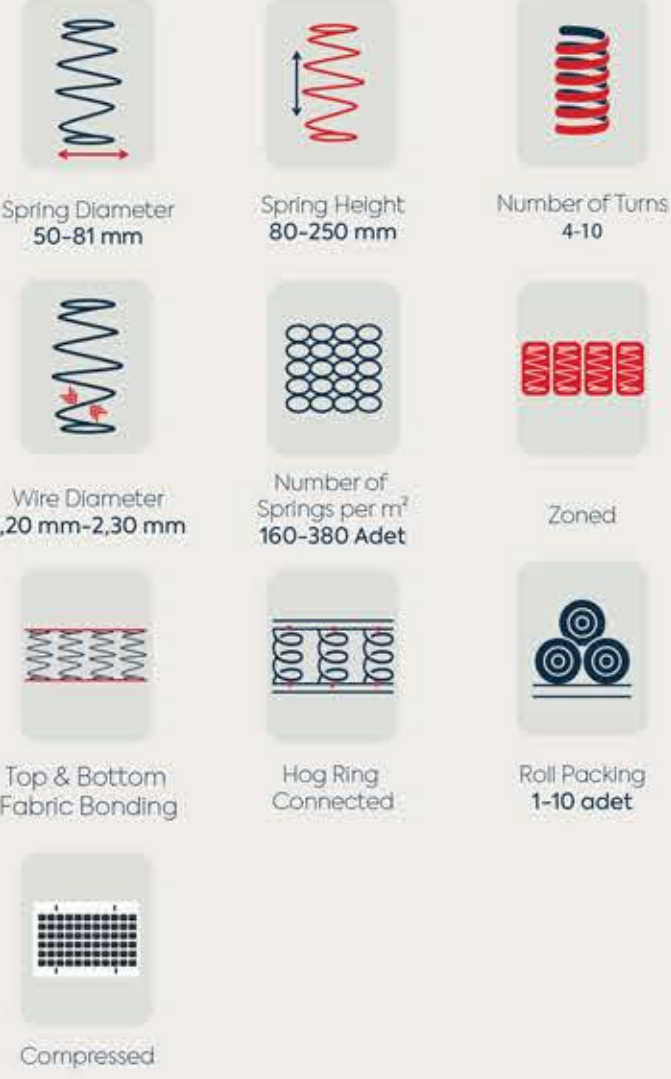 Spring Diameter
50-81 mm
Spring Height
80-250 mm
Number of Turns
4-10
Wire Diameter
,20 mm-2,30 mm
Number of
Springs per m²
160-380 Adet
Zoned
Top & Bottom
Fabric Bonding
Hog Ring
Connected
Roll Packing
1-10 adet
Compressed